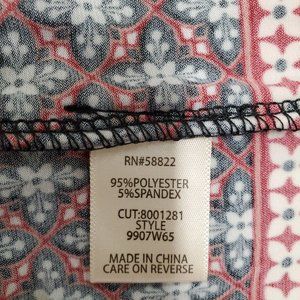 RN#58822
95%POLYESTER
5%SPANDEX
CUT:8001281
STYLE
9907W65
MADE IN CHINA
CARE ON REVERSE